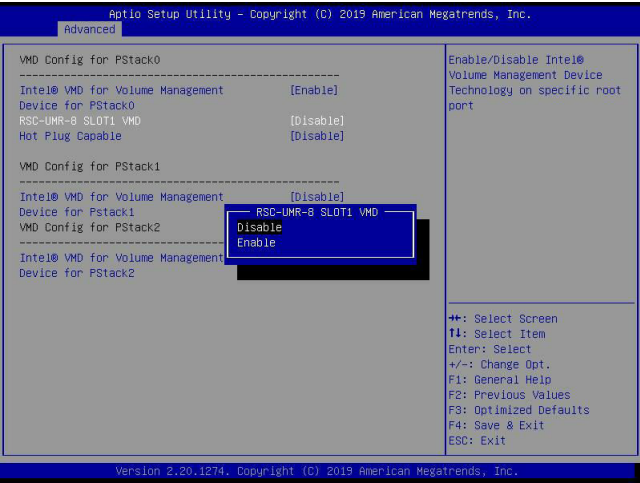 Aptio Setup Utility – Copyright (C) 2019 American Megatrends, Inc.
Advanced
VMD Config for PStack0
--------------------------------------------------
Intel® VMD for Volume Management [Enable]
Device for PStack0
RSC-UMR-8 SLOT1 VMD [Disable]
Hot Plug Capable [Disable]
VMD Config for PStack1
--------------------------------------------------
Intel® VMD for Volume Management [Disable]
Device for Pstack1
VMD Config for PStack2
--------------------------------
Intel® VMD for Volume Management
Device for PStack2
RSC-UMR-8 SLOT1 VMD
Disable
Enable
Enable/Disable Intel®
Volume Management Device
Technology on specific root
port
→←: Select Screen
↑↓: Select Item
Enter: Select
+/-: Change Opt.
F1: General Help
F2: Previous Values
F3: Optimized Defaults
F4: Save & Exit
ESC: Exit
Version 2.20.1274. Copyright (C) 2019 American Megatrends, Inc.